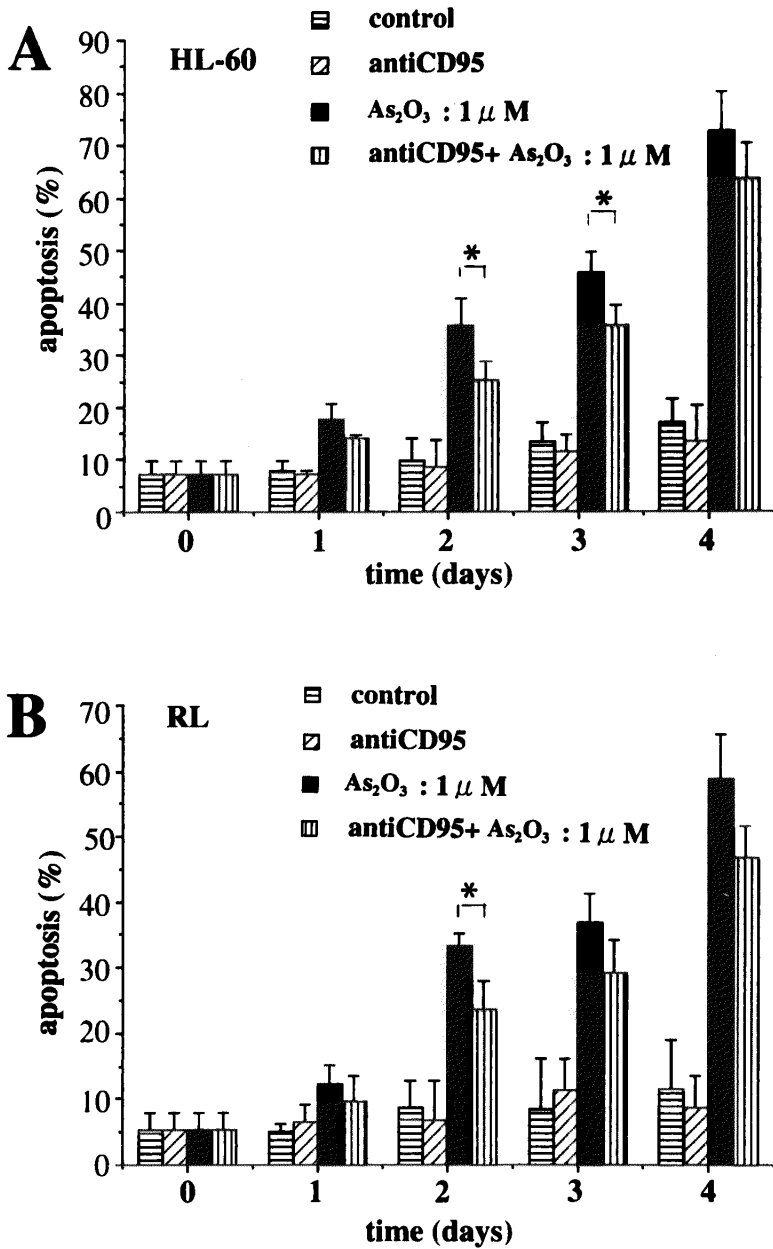 A
HL-60
control
antiCD95
As₂O₃ : 1 μ M
antiCD95+ As₂O₃ : 1 μ M
apoptosis (%)
90
80
70
60
50
40
30
20
10
0
*
*
0 1 2 3 4
time (days)
B
RL
control
antiCD95
As₂O₃ : 1 μ M
antiCD95+ As₂O₃ : 1 μ M
apoptosis (%)
70
60
50
40
30
20
10
0
*
0 1 2 3 4
time (days)